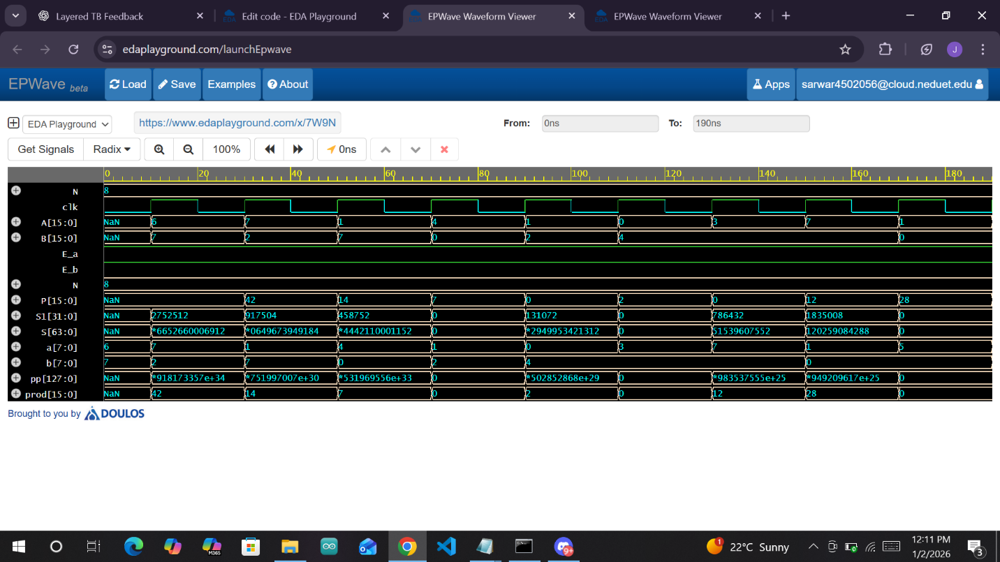 Layered TB Feedback
Edit code - EDA Playground
EPWave Waveform Viewer
EPWave Waveform Viewer
edaplayground.com/launchEpwave
J
EPWave beta
Load
Save
Examples
About
Apps
sarwar4502056@cloud.neduet.edu
EDA Playground
https://www.edaplayground.com/x/7W9N
From: 0ns
To: 190ns
Get Signals
Radix
100%
0ns
0 20 40 60 80 100 120 140 160 180
N 8
clk
A[15:0] NaN 6 7 1 4 1 0 3 7 1
B[15:0] NaN 7 2 7 0 2 4 0
E_a
E_b
N 8
P[15:0] NaN 42 14 7 0 2 0 12 28
S1[31:0] NaN 2752512 917504 458752 0 131072 0 786432 1835008 0
S[63:0] NaN *6652660006912 *0649673949184 *4442110001152 0 *2949953421312 0 51539607552 120259084288 0
a[7:0] 6 7 1 4 1 0 3 7 1 5
b[7:0] 7 2 7 0 2 4 0
pp[127:0] NaN *918173357e+34 *751997007e+30 *531969556e+33 0 *502852868e+29 0 *983537555e+25 *949209617e+25 0
prod[15:0] NaN 42 14 7 0 2 0 12 28 0
Brought to you by DOULOS
M365
9+
1
22°C Sunny
12:11 PM
1/2/2026
3